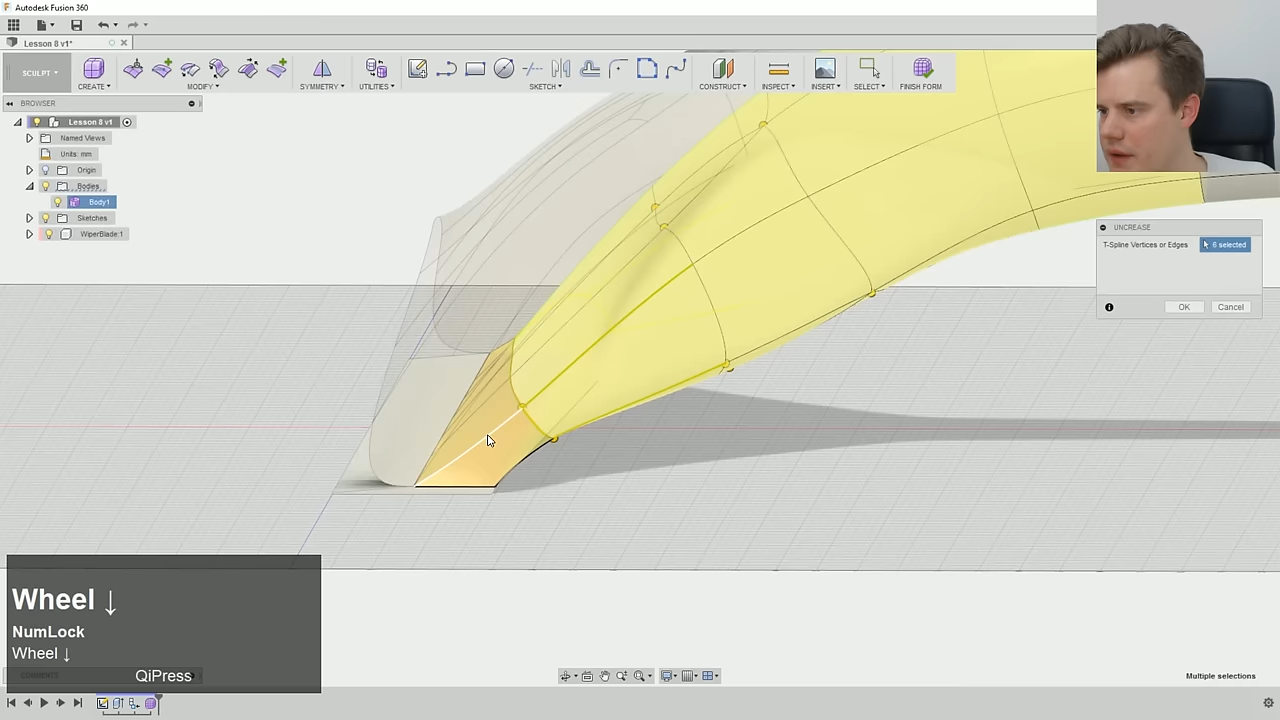 Autodesk Fusion 360
Lesson 8 v1*
SCULPT
CREATE
MODIFY
SYMMETRY
UTILITIES
SKETCH
CONSTRUCT
INSPECT
INSERT
SELECT
FINISH FORM
BROWSER
Lesson 8 v1
Named Views
Units: mm
Origin
Bodies
Body1
Sketches
WiperBlade:1
UNCREASE
T-Spline Vertices or Edges
6 selected
OK
Cancel
Wheel ↓
NumLock
Wheel ↓
COMMENTS
QiPress
Multiple selections